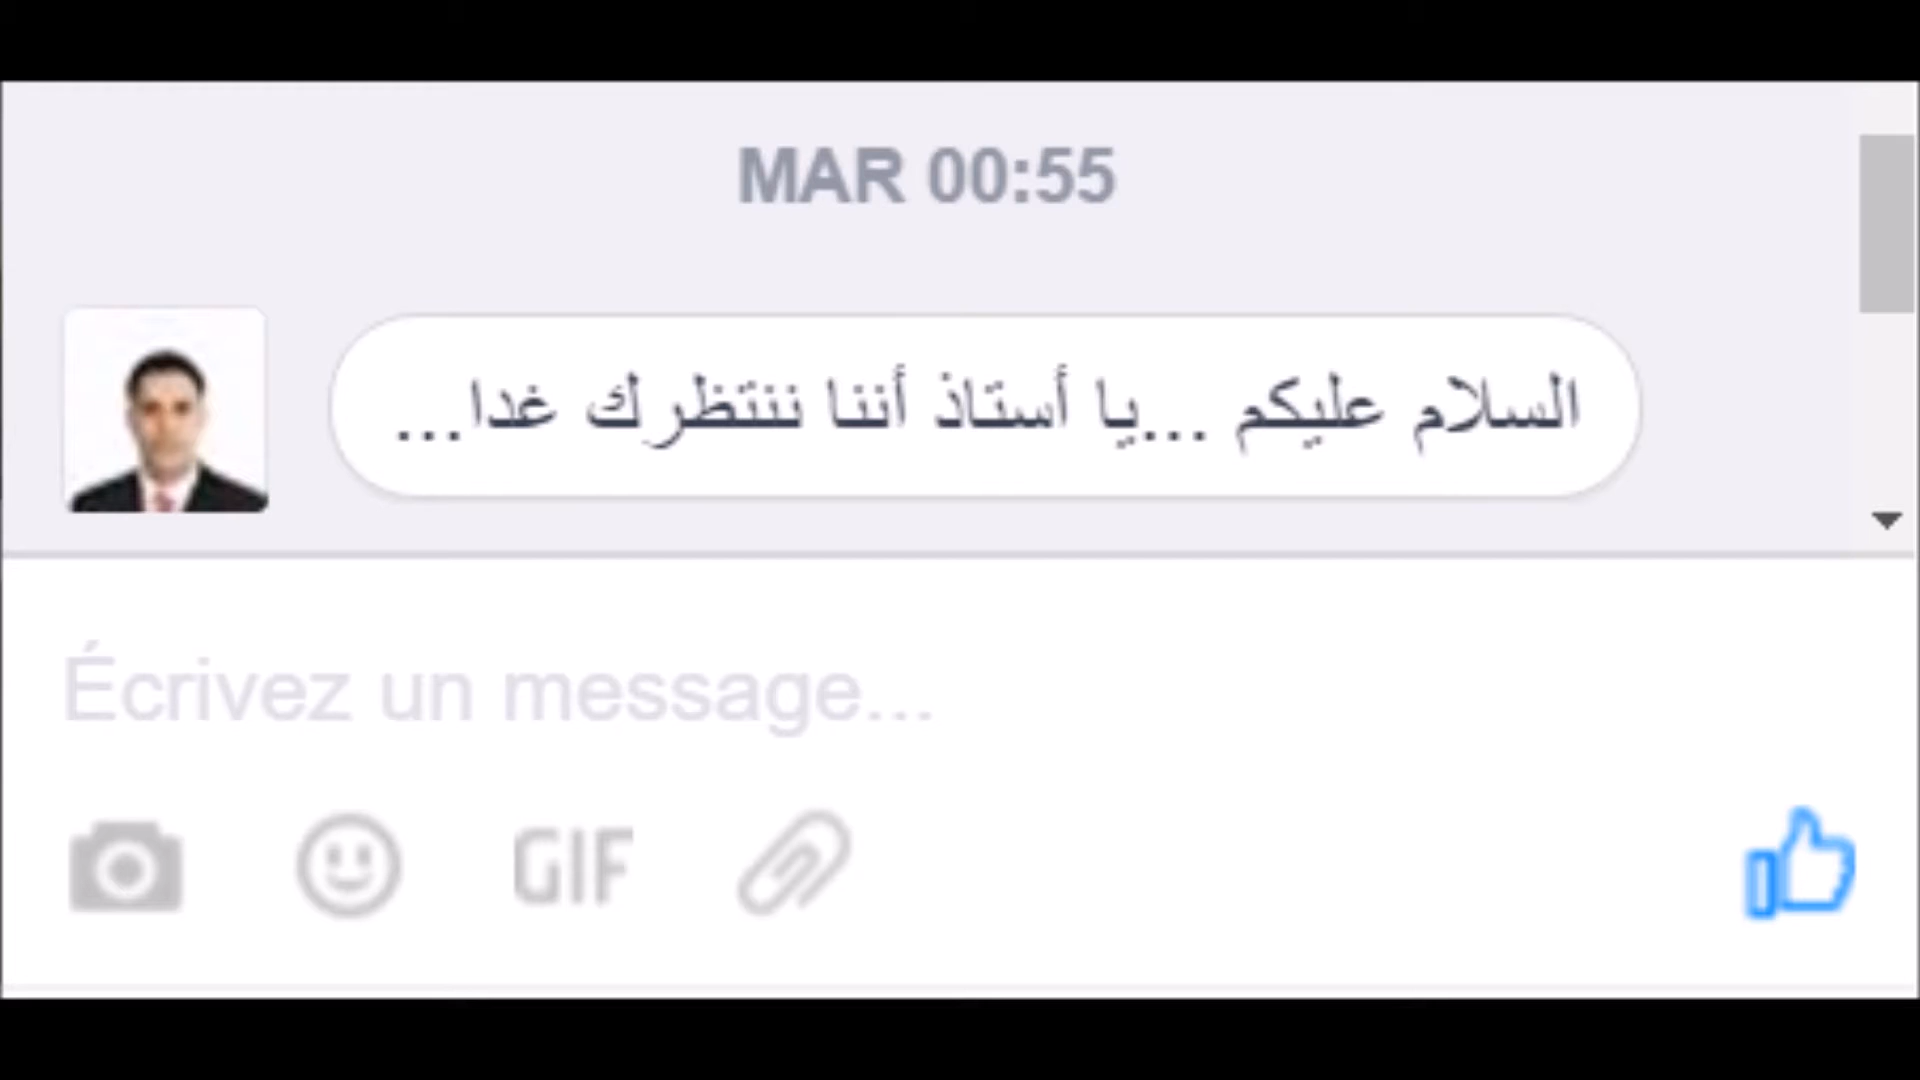 MAR 00:55
السلام عليكم ...يا أستاذ أننا ننتظرك غدا...
Écrivez un message...
GIF